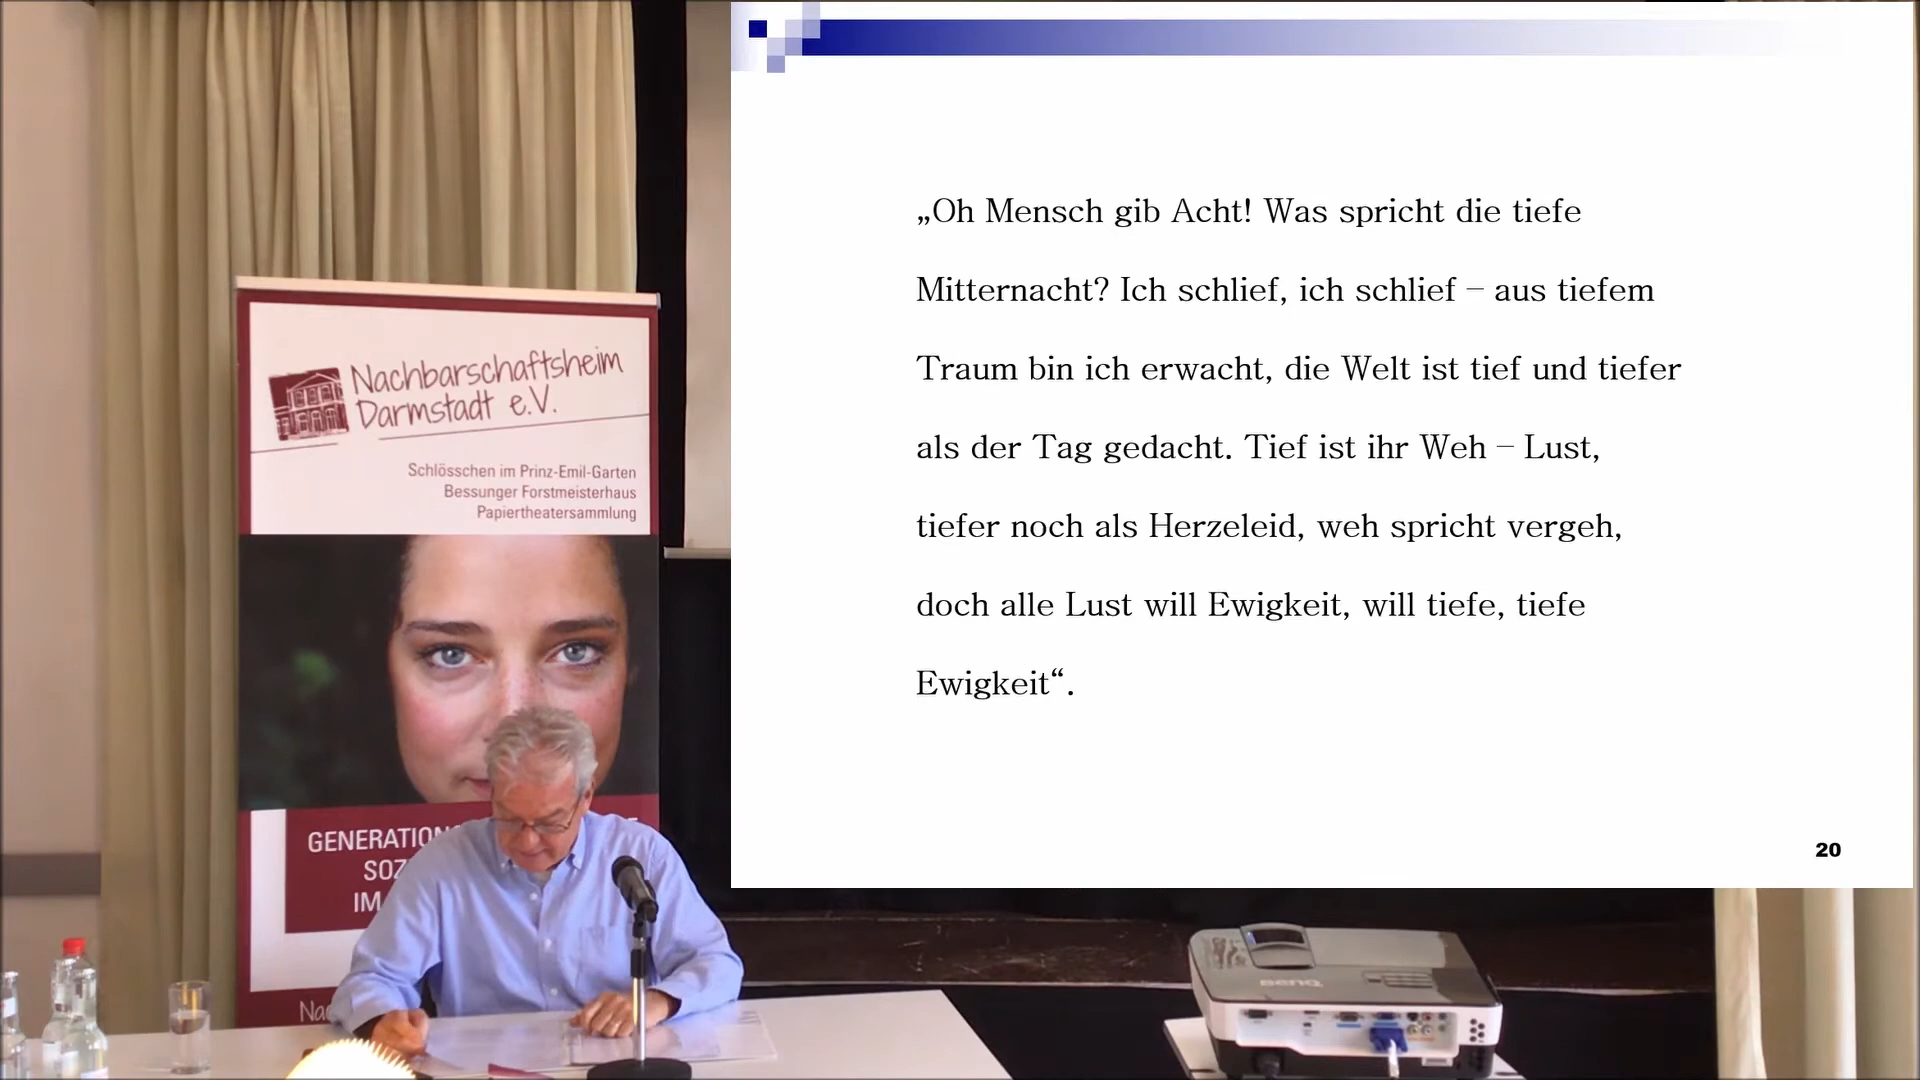 Nachbarschaftsheim
Darmstadt e.V.
Schlösschen im Prinz-Emil-Garten
Bessunger Forstmeisterhaus
Papiertheatersammlung
GENERATION
SOZ
IM
Na
„Oh Mensch gib Acht! Was spricht die tiefe
Mitternacht? Ich schlief, ich schlief – aus tiefem
Traum bin ich erwacht, die Welt ist tief und tiefer
als der Tag gedacht. Tief ist ihr Weh – Lust,
tiefer noch als Herzeleid, weh spricht vergeh,
doch alle Lust will Ewigkeit, will tiefe, tiefe
Ewigkeit“.
20
BenQ